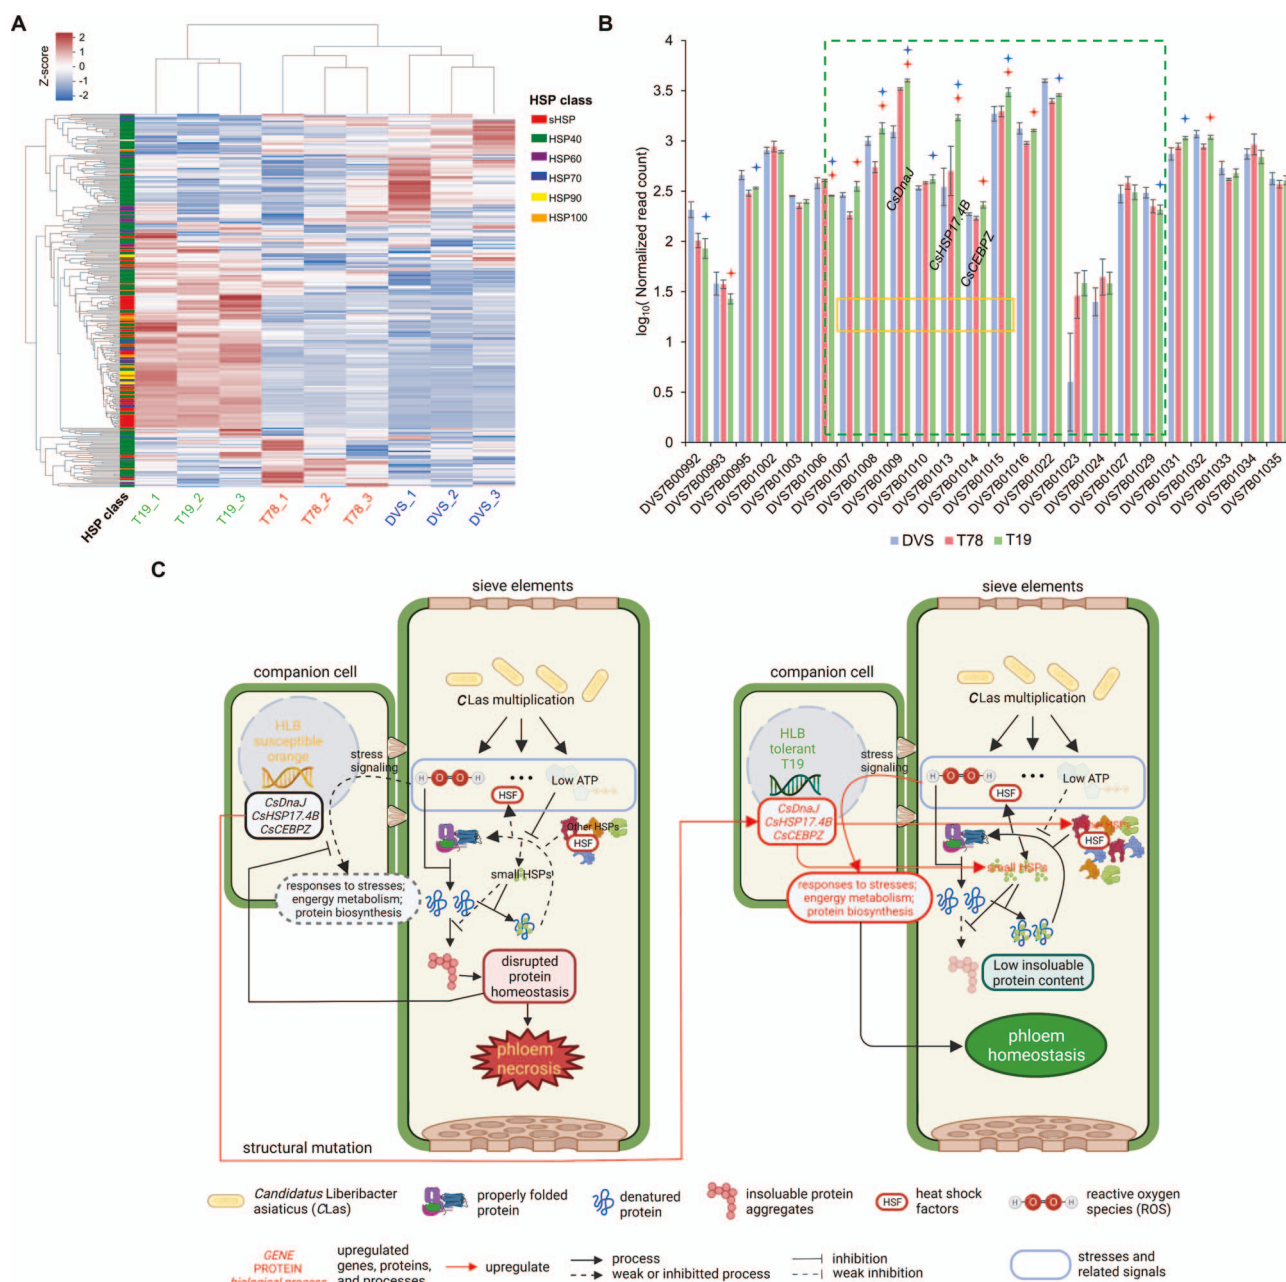 A
Z-score
2
1
0
-1
-2
HSP class
sHSP
HSP40
HSP60
HSP70
HSP90
HSP100
HSP class
T19_1
T19_2
T19_3
T78_1
T78_2
T78_3
DVS_1
DVS_2
DVS_3
B
log10( Normalized read count)
4
3.5
3
2.5
2
1.5
1
0.5
0
CsDnaJ
CsHSP17.4B
CsCEBPZ
DVS7B00992
DVS7B00993
DVS7B00995
DVS7B01002
DVS7B01003
DVS7B01006
DVS7B01007
DVS7B01008
DVS7B01009
DVS7B01010
DVS7B01013
DVS7B01014
DVS7B01015
DVS7B01016
DVS7B01022
DVS7B01023
DVS7B01024
DVS7B01027
DVS7B01029
DVS7B01031
DVS7B01032
DVS7B01033
DVS7B01034
DVS7B01035
DVS T78 T19
C
sieve elements
companion cell
CLas multiplication
HLB
susceptible
orange
stress
signaling
H O O H
Low ATP
HSF
CsDnaJ
CsHSP17.4B
CsCEBPZ
Other HSPs
HSF
small HSPs
responses to stresses;
engergy metabolism;
protein biosynthesis
disrupted
protein
homeostasis
phloem
necrosis
structural mutation
sieve elements
companion cell
CLas multiplication
HLB
tolerant
T19
stress
signaling
H O O H
Low ATP
HSF
CsDnaJ
CsHSP17.4B
CsCEBPZ
HSPs
HSF
small HSPs
responses to stresses;
engergy metabolism;
protein biosynthesis
Low insoluable
protein content
phloem
homeostasis
Candidatus Liberibacter
asiaticus (CLas)
properly folded
protein
denatured
protein
insoluable protein
aggregates
HSF
heat shock
factors
H O O H
reactive oxygen
species (ROS)
GENE
PROTEIN
biological process
upregulated
genes, proteins,
and processes
upregulate
process
weak or inhibitted process
inhibition
weak inhibition
stresses and
related signals